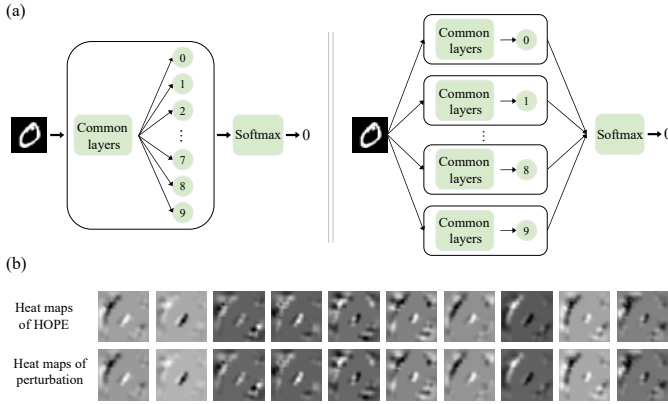 (a)
Common
layers
0
1
2
⋮
7
8
9
Softmax
0
Common
layers
0
Common
layers
1
⋮
Common
layers
8
Common
layers
9
Softmax
0
(b)
Heat maps
of HOPE
Heat maps of
perturbation